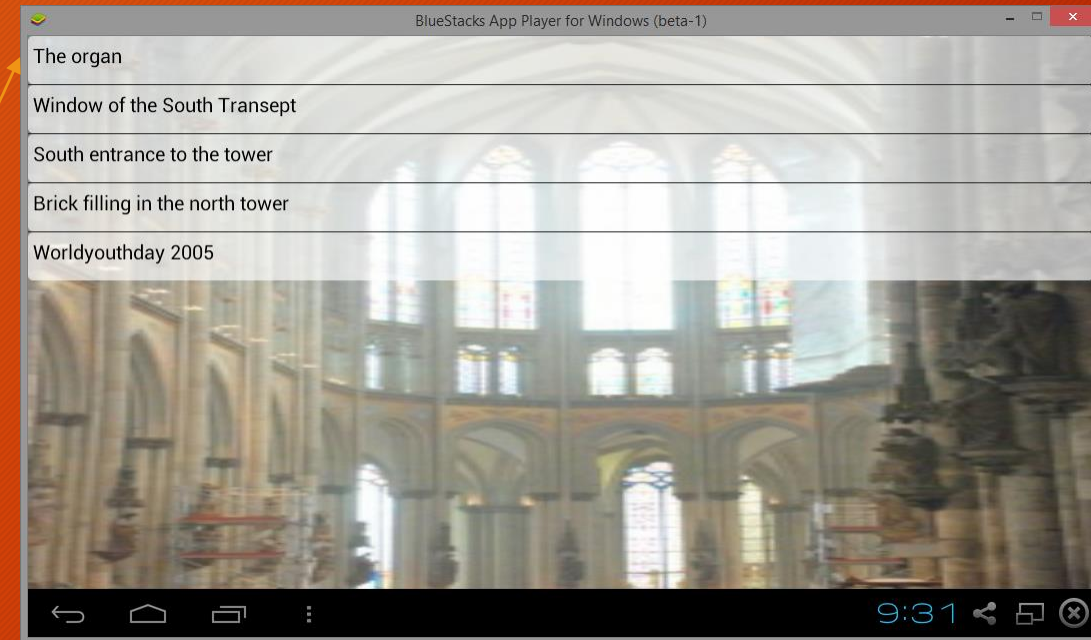 BlueStacks App Player for Windows (beta-1)
The organ
Window of the South Transept
South entrance to the tower
Brick filling in the north tower
Worldyouthday 2005
9:31